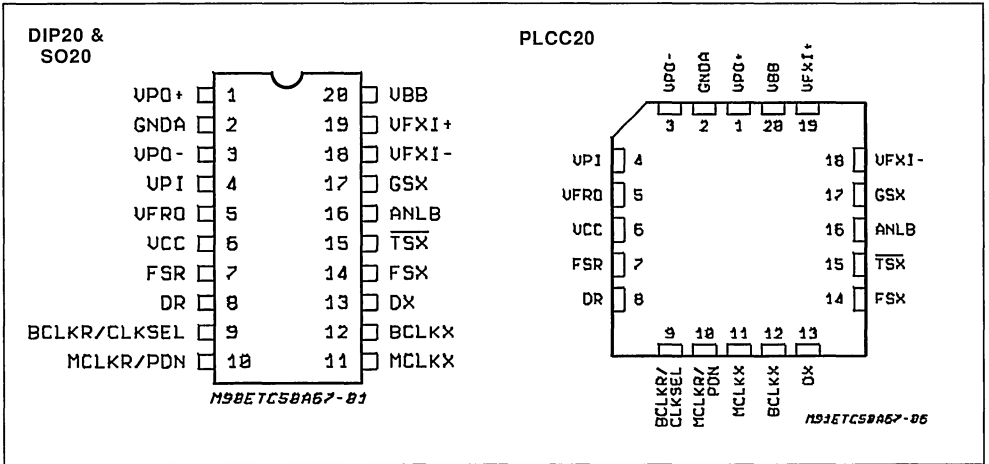 DIP20 &
SO20
VPO+ 1 20 VBB
GNDA 2 19 VFXI+
VPO- 3 18 VFXI-
VPI 4 17 GSX
VFRO 5 16 ANLB
VCC 6 15 TSX
FSR 7 14 FSX
DR 8 13 DX
BCLKR/CLKSEL 9 12 BCLKX
MCLKR/PDN 10 11 MCLKX
M90ETC5BA67-01
PLCC20
VPO- GNDA VPO+ VBB VFXI+
3 2 1 20 19
VPI 4 18 VFXI-
VFRO 5 17 GSX
VCC 6 16 ANLB
FSR 7 15 TSX
DR 8 14 FSX
9 10 11 12 13
BCLKR/
CLKSEL
MCLKR/
PDN
MCLKX
BCLKX
DX
M93ETC5BA67-06